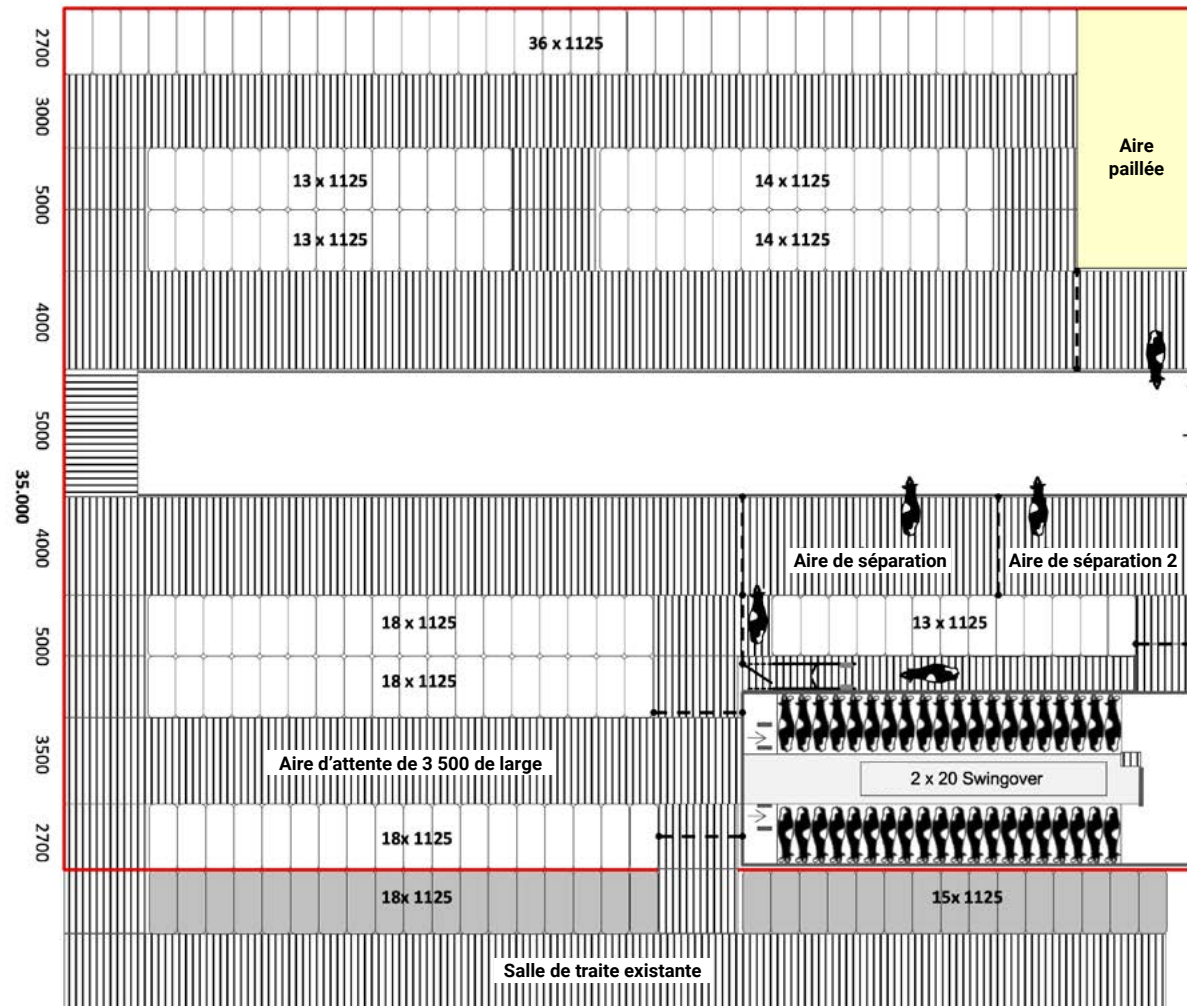 2700
36 x 1125
3000
Aire
paillée
13 x 1125
14 x 1125
5000
13 x 1125
14 x 1125
4000
5000
35.000
4000
Aire de séparation
Aire de séparation 2
18 x 1125
13 x 1125
5000
18 x 1125
3500
Aire d’attente de 3 500 de large
2 x 20 Swingover
2700
18x 1125
18x 1125
15x 1125
Salle de traite existante